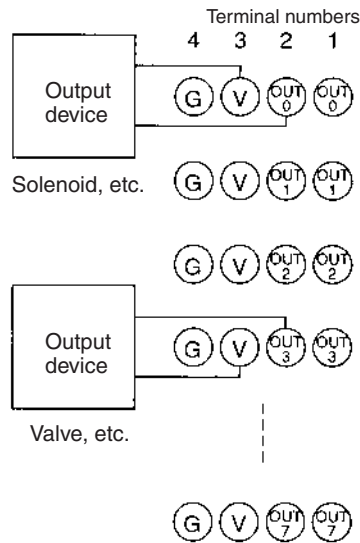 Terminal numbers
4 3 2 1
Output
device
G V OUT 0 OUT 0
Solenoid, etc.
G V OUT 1 OUT 1
G V OUT 2 OUT 2
Output
device
G V OUT 3 OUT 3
Valve, etc.
G V OUT 7 OUT 7